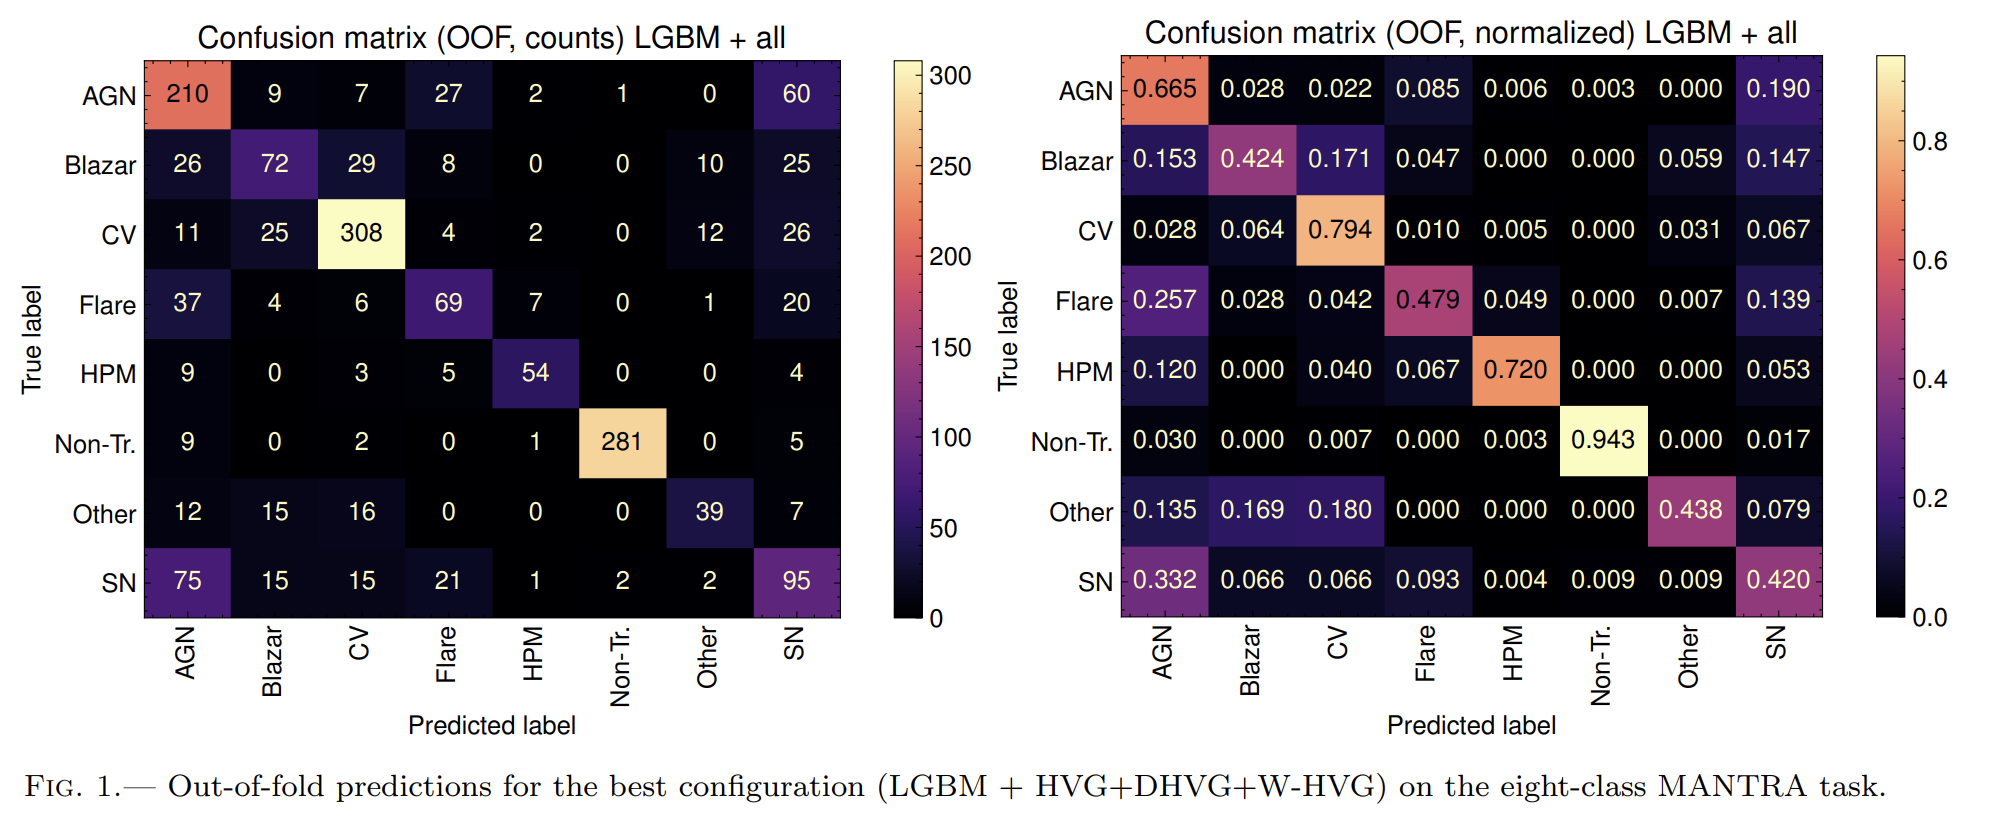 Confusion matrix (OOF, counts) LGBM + all
True label
AGN 210 9 7 27 2 1 0 60
Blazar 26 72 29 8 0 0 10 25
CV 11 25 308 4 2 0 12 26
Flare 37 4 6 69 7 0 1 20
HPM 9 0 3 5 54 0 0 4
Non-Tr. 9 0 2 0 1 281 0 5
Other 12 15 16 0 0 0 39 7
SN 75 15 15 21 1 2 2 95
AGN Blazar CV Flare HPM Non-Tr. Other SN
Predicted label
300
250
200
150
100
50
0
Confusion matrix (OOF, normalized) LGBM + all
True label
AGN 0.665 0.028 0.022 0.085 0.006 0.003 0.000 0.190
Blazar 0.153 0.424 0.171 0.047 0.000 0.000 0.059 0.147
CV 0.028 0.064 0.794 0.010 0.005 0.000 0.031 0.067
Flare 0.257 0.028 0.042 0.479 0.049 0.000 0.007 0.139
HPM 0.120 0.000 0.040 0.067 0.720 0.000 0.000 0.053
Non-Tr. 0.030 0.000 0.007 0.000 0.003 0.943 0.000 0.017
Other 0.135 0.169 0.180 0.000 0.000 0.000 0.438 0.079
SN 0.332 0.066 0.066 0.093 0.004 0.009 0.009 0.420
AGN Blazar CV Flare HPM Non-Tr. Other SN
Predicted label
0.8
0.6
0.4
0.2
0.0
FIG. 1.— Out-of-fold predictions for the best configuration (LGBM + HVG+DHVG+W-HVG) on the eight-class MANTRA task.